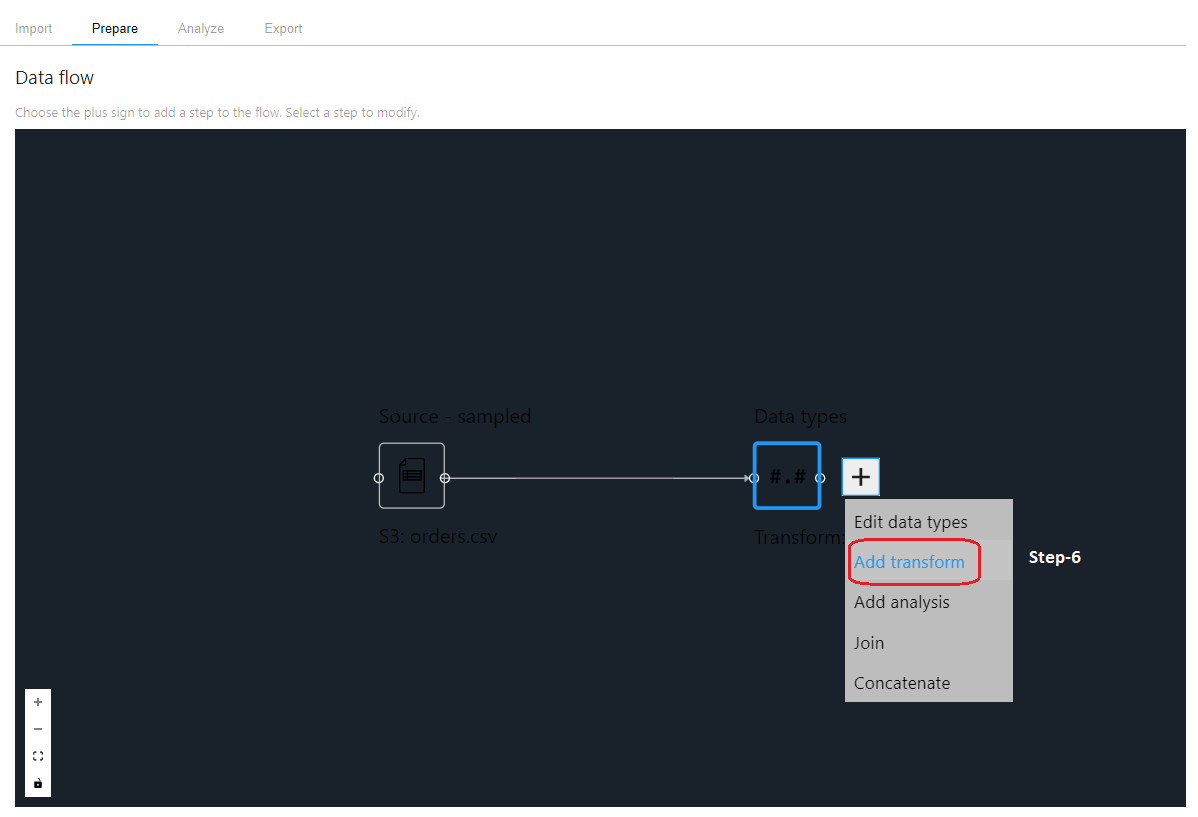 Import Prepare Analyze Export
Data flow
Choose the plus sign to add a step to the flow. Select a step to modify.
Source - sampled
Data types
#.#
S3: orders.csv
Transform:
Edit data types
Add transform
Step-6
Add analysis
Join
Concatenate